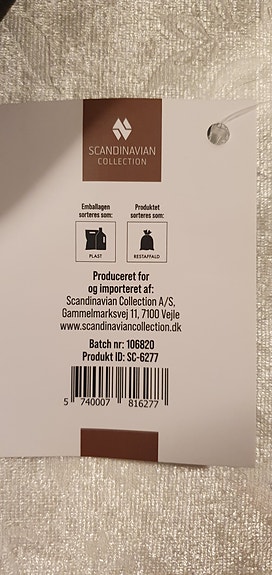 SCANDINAVIAN
COLLECTION
Emballagen
sorteres som:
Produktet
sorteres som:
PLAST
RESTAFFALD
Produceret for
og importeret af:
Scandinavian Collection A/S,
Gammelmarksvej 11, 7100 Vejle
www.scandinaviancollection.dk
Batch nr: 106820
Produkt ID: SC-6277
5 740007 816277